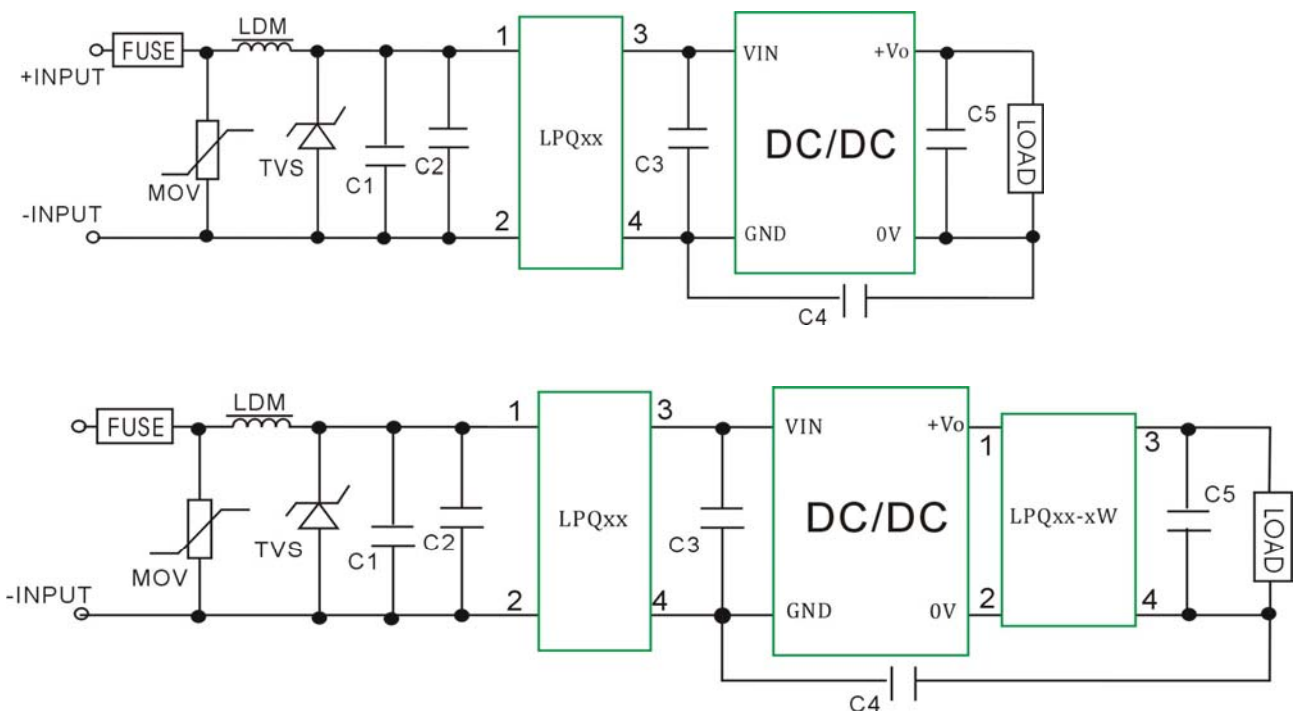 LDM
FUSE
+INPUT
1
3
VIN
+Vo
C5
LOAD
LPQxx
DC/DC
TVS
C1
C2
C3
MOV
-INPUT
2
4
GND
0V
C4
LDM
FUSE
1
3
VIN
+Vo
1
3
C5
LOAD
LPQxx
DC/DC
LPQxx-xW
TVS
C1
C2
C3
MOV
-INPUT
2
4
GND
0V
2
4
C4